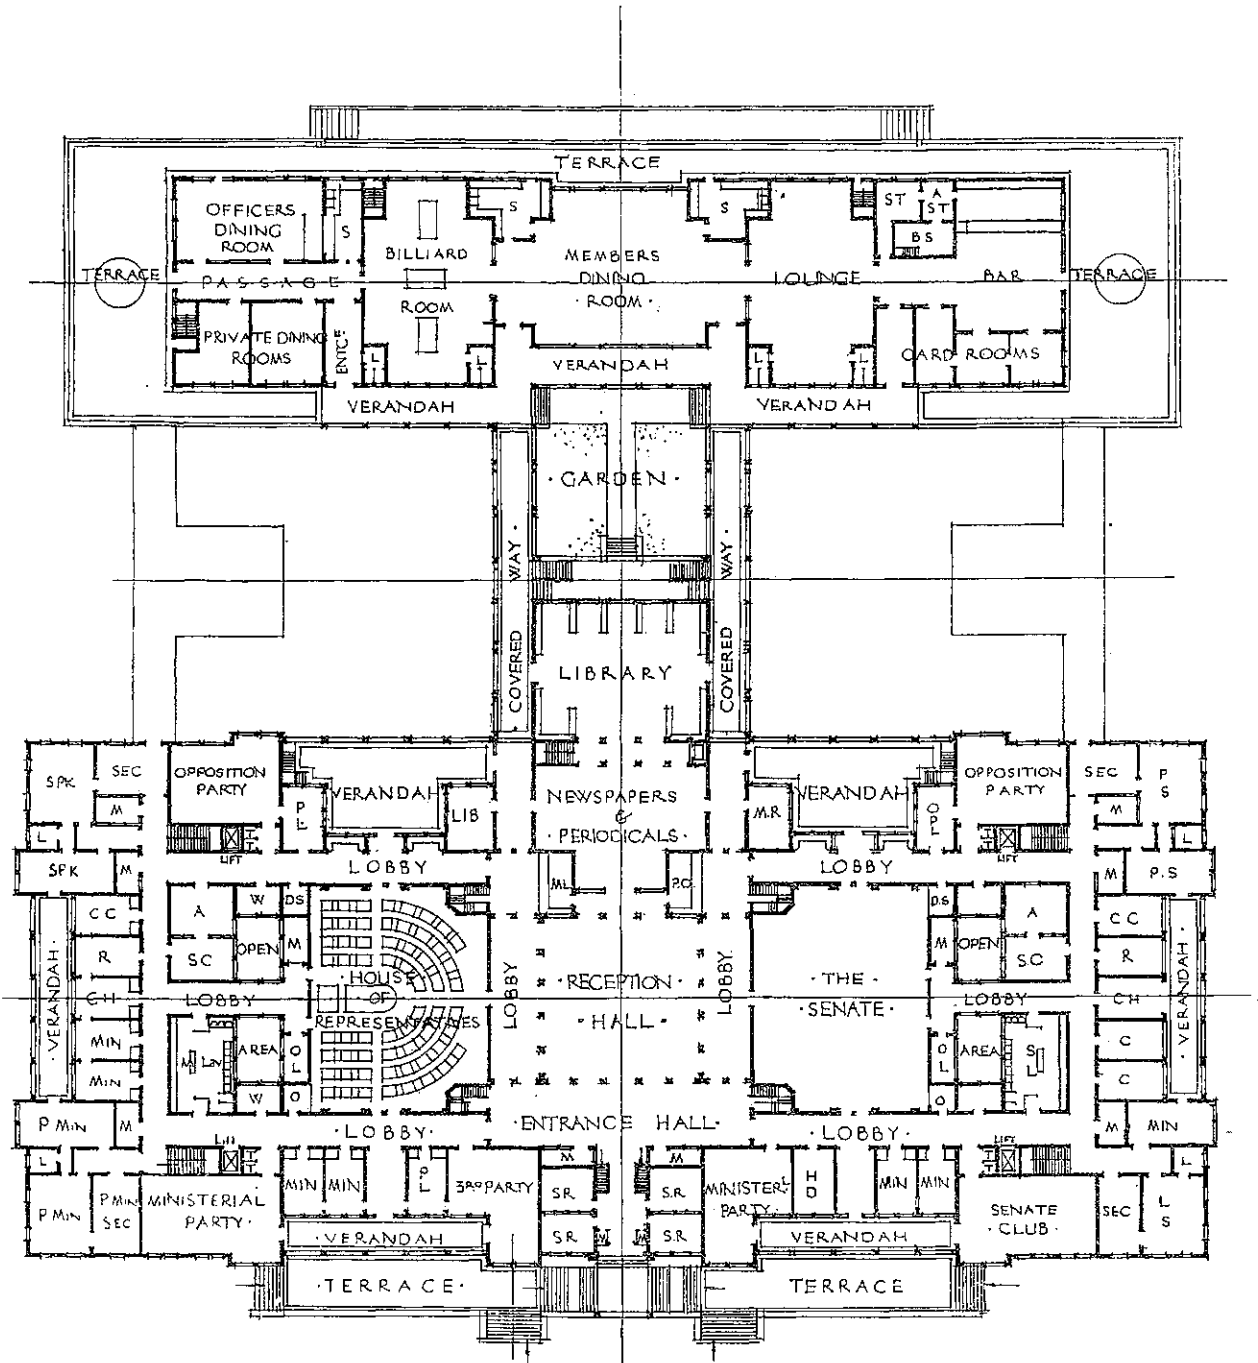 TERRACE
OFFICERS
DINING
ROOM
S
BILLIARD
ROOM
S
MEMBERS
DINING
ROOM
S
LOUNGE
ST
A
ST
B S
BAR
TERRACE
PASSAGE
TERRACE
PRIVATE DINING
ROOMS
ENTCE
L
L
VERANDAH
L
L
CARD ROOMS
VERANDAH
VERANDAH
GARDEN
COVERED WAY
COVERED WAY
LIBRARY
SPK
SEC
M
L
OPPOSITION
PARTY
P L
VERANDAH
LIB
NEWSPAPERS
&
PERIODICALS
M.R
VERANDAH
OPL
OPPOSITION
PARTY
SEC
M
P
S
L
LIFT
LIFT
SPK
M
LOBBY
LOBBY
M
P.S
P.O
CC
R
CH
MIN
MIN
VERANDAH
A
SC
W
OPEN
DS
M
HOUSE
OF
REPRESENTATIVES
LOBBY
RECEPTION
HALL
LOBBY
THE
SENATE
D.S
M
OPEN
A
SC
CC
R
CH
C
C
VERANDAH
LOBBY
LOBBY
M
Lav
AREA
W
O
L
O
O
L
O
AREA
S
L
P MIN
M
LOBBY
ENTRANCE HALL
LOBBY
M
MIN
LIFT
LIFT
L
L
P MIN
P MIN
SEC
MINISTERIAL
PARTY
MIN
MIN
3RD PARTY
M
S.R
S.R
M
S.R
S.R
MINISTERL
PARTY
H
D
MIN
MIN
SENATE
CLUB
SEC
L
S
VERANDAH
VERANDAH
TERRACE
TERRACE